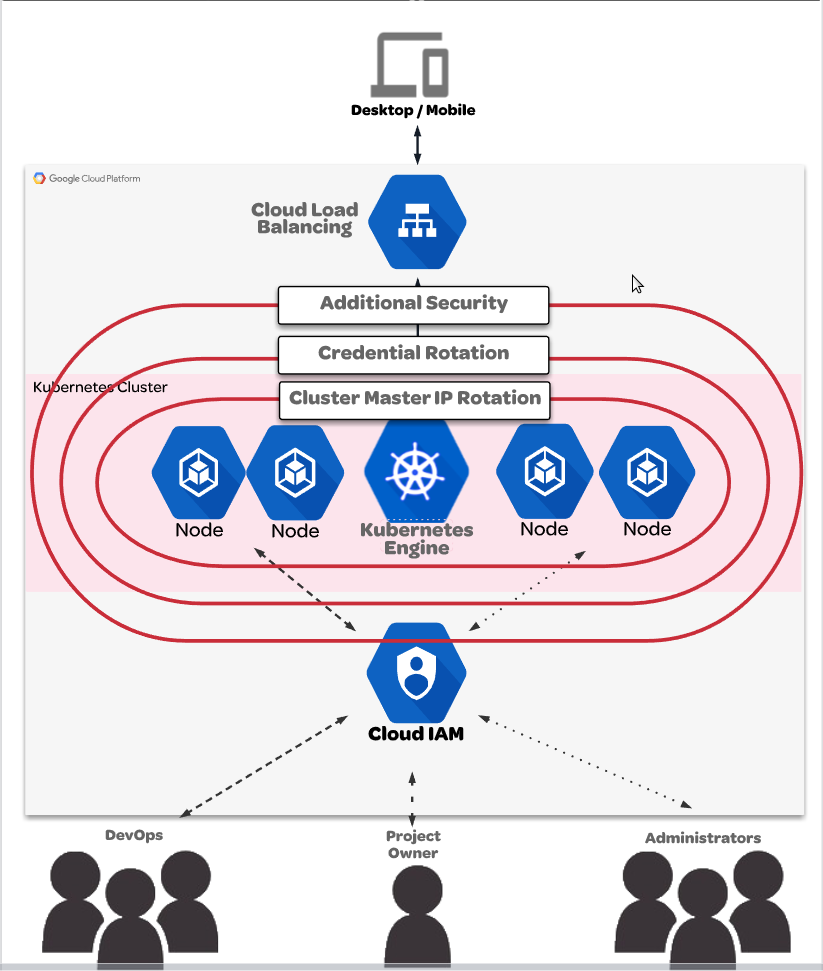 Desktop / Mobile
Google Cloud Platform
Cloud Load
Balancing
Additional Security
Credential Rotation
Kubernetes Cluster
Cluster Master IP Rotation
Node
Node
Kubernetes
Engine
Node
Node
Cloud IAM
DevOps
Project
Owner
Administrators